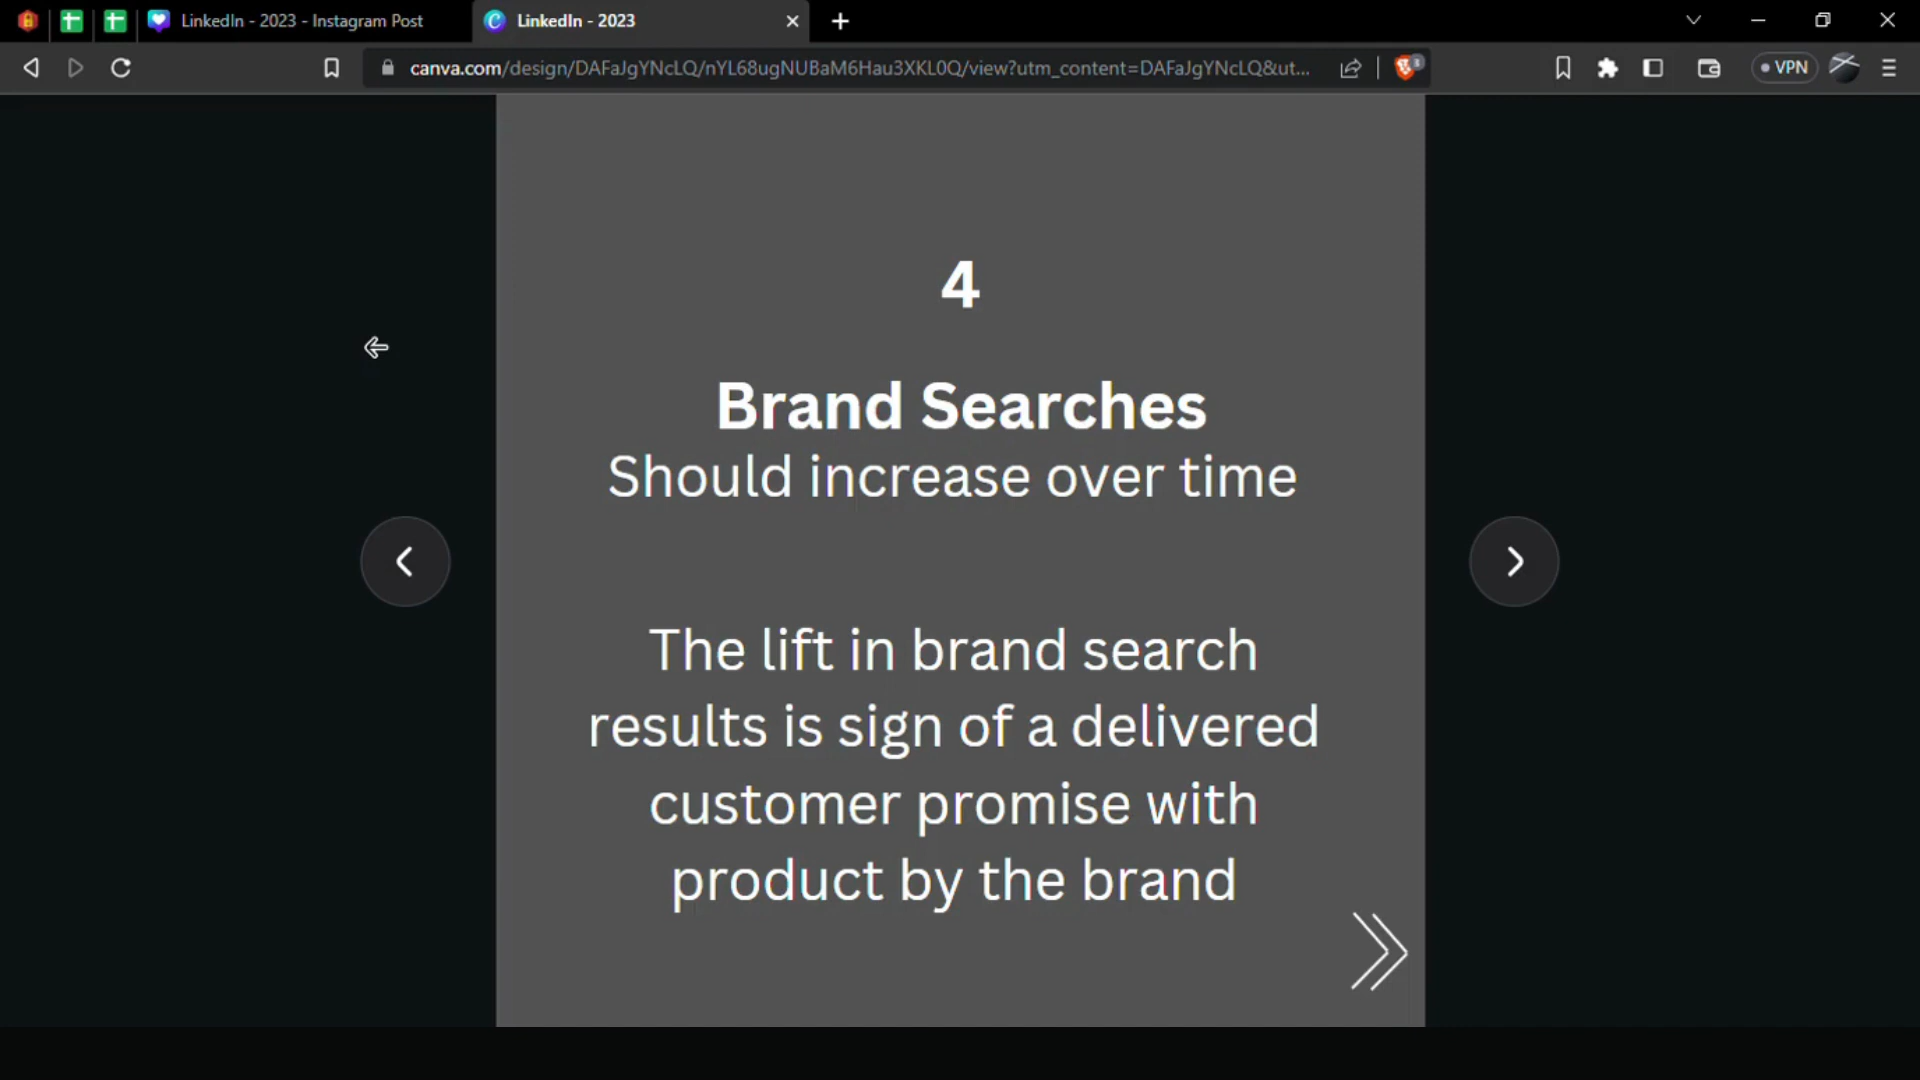 LinkedIn - 2023 - Instagram Post
LinkedIn - 2023
canva.com/design/DAFaJgYNcLQ/nYL68ugNUBaM6Hau3XKL0Q/view?utm_content=DAFaJgYNcLQ&ut...
3
VPN
4
Brand Searches
Should increase over time
The lift in brand search
results is sign of a delivered
customer promise with
product by the brand